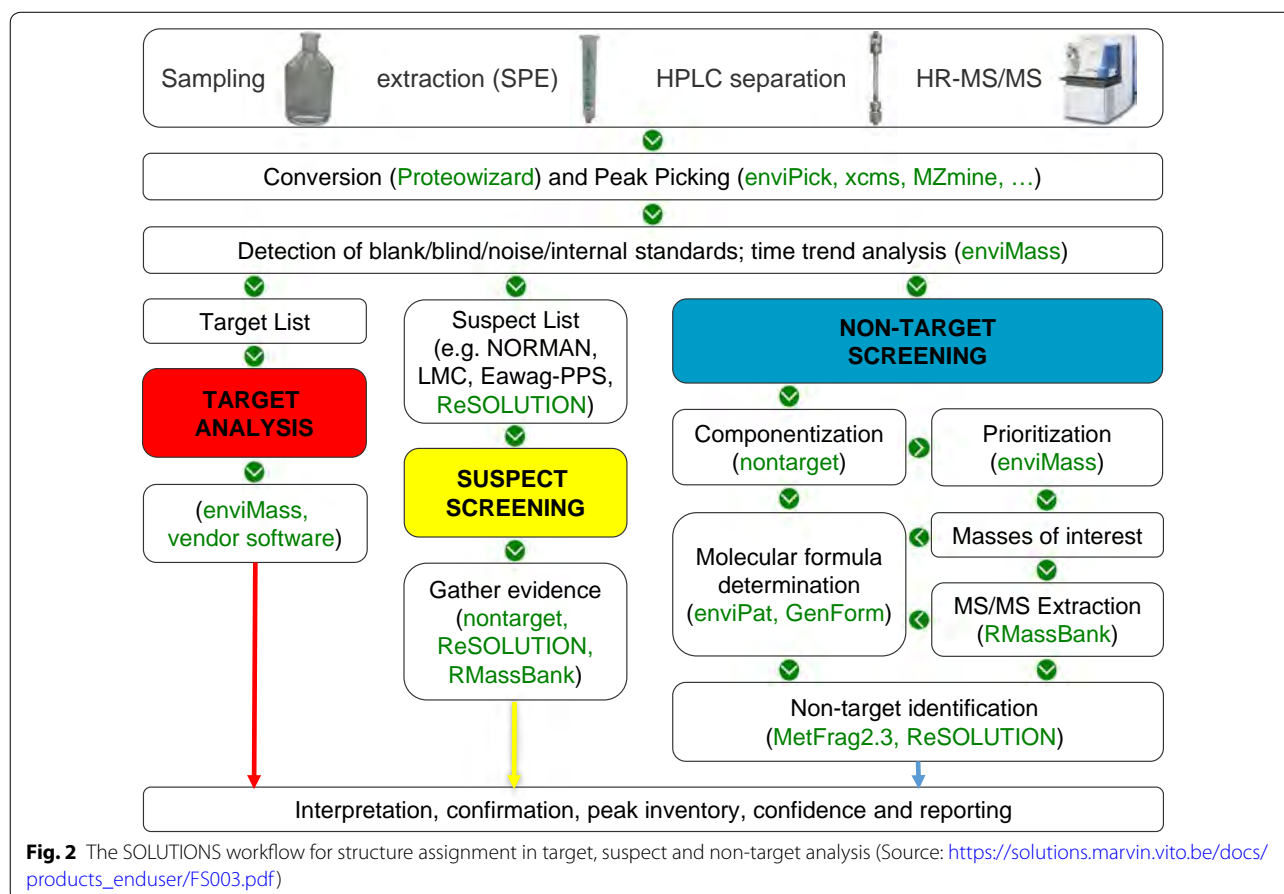 Sampling
extraction (SPE)
HPLC separation
HR-MS/MS
Conversion (Proteowizard) and Peak Picking (enviPick, xcms, MZmine, …)
Detection of blank/blind/noise/internal standards; time trend analysis (enviMass)
Target List
TARGET
ANALYSIS
(enviMass,
vendor software)
Suspect List
(e.g. NORMAN,
LMC, Eawag-PPS,
ReSOLUTION)
SUSPECT
SCREENING
Gather evidence
(nontarget,
ReSOLUTION,
RMassBank)
NON-TARGET
SCREENING
Componentization
(nontarget)
Prioritization
(enviMass)
Masses of interest
Molecular formula
determination
(enviPat, GenForm)
MS/MS Extraction
(RMassBank)
Non-target identification
(MetFrag2.3, ReSOLUTION)
Interpretation, confirmation, peak inventory, confidence and reporting
Fig. 2 The SOLUTIONS workflow for structure assignment in target, suspect and non-target analysis (Source: https://solutions.marvin.vito.be/docs/
products_enduser/FS003.pdf)